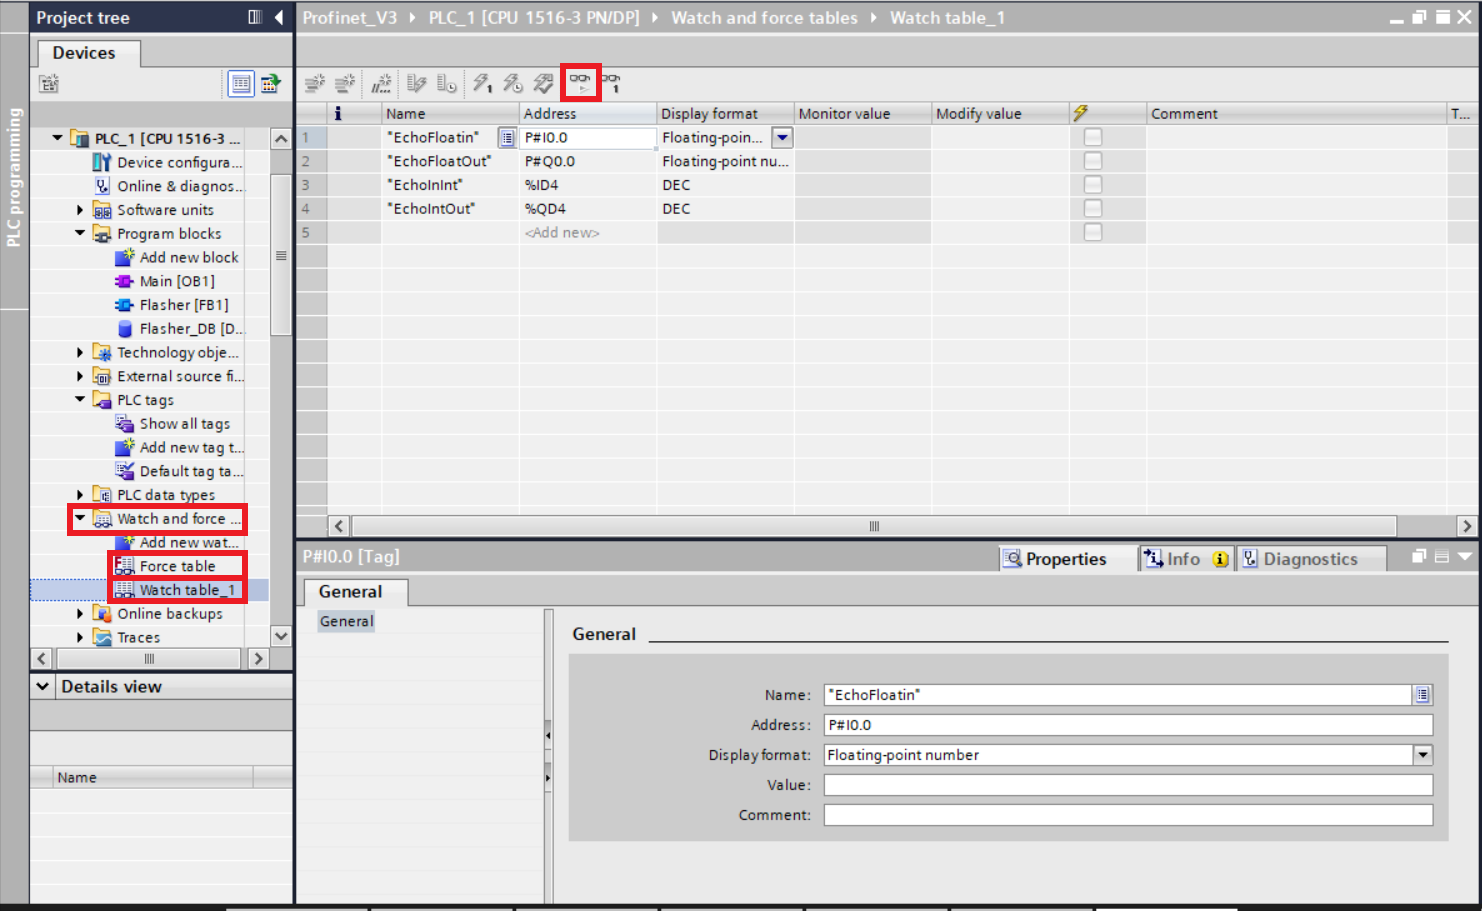 Project tree
Profinet_V3 ▸ PLC_1 [CPU 1516-3 PN/DP] ▸ Watch and force tables ▸ Watch table_1
Devices
PLC programming
i Name Address Display format Monitor value Modify value Comment T...
1 "EchoFloatin" P#I0.0 Floating-poin...
2 "EchoFloatOut" P#Q0.0 Floating-point nu...
3 "EchoInInt" %ID4 DEC
4 "EchoIntOut" %QD4 DEC
5 <Add new>
PLC_1 [CPU 1516-3 ...
Device configura...
Online & diagnos...
Software units
Program blocks
Add new block
Main [OB1]
Flasher [FB1]
Flasher_DB [D...
Technology obje...
External source fi...
PLC tags
Show all tags
Add new tag t...
Default tag ta...
PLC data types
Watch and force ...
Add new wat...
Force table
Watch table_1
Online backups
Traces
Details view
Name
P#I0.0 [Tag]
Properties
Info
Diagnostics
General
General
General
Name: "EchoFloatin"
Address: P#I0.0
Display format: Floating-point number
Value:
Comment: